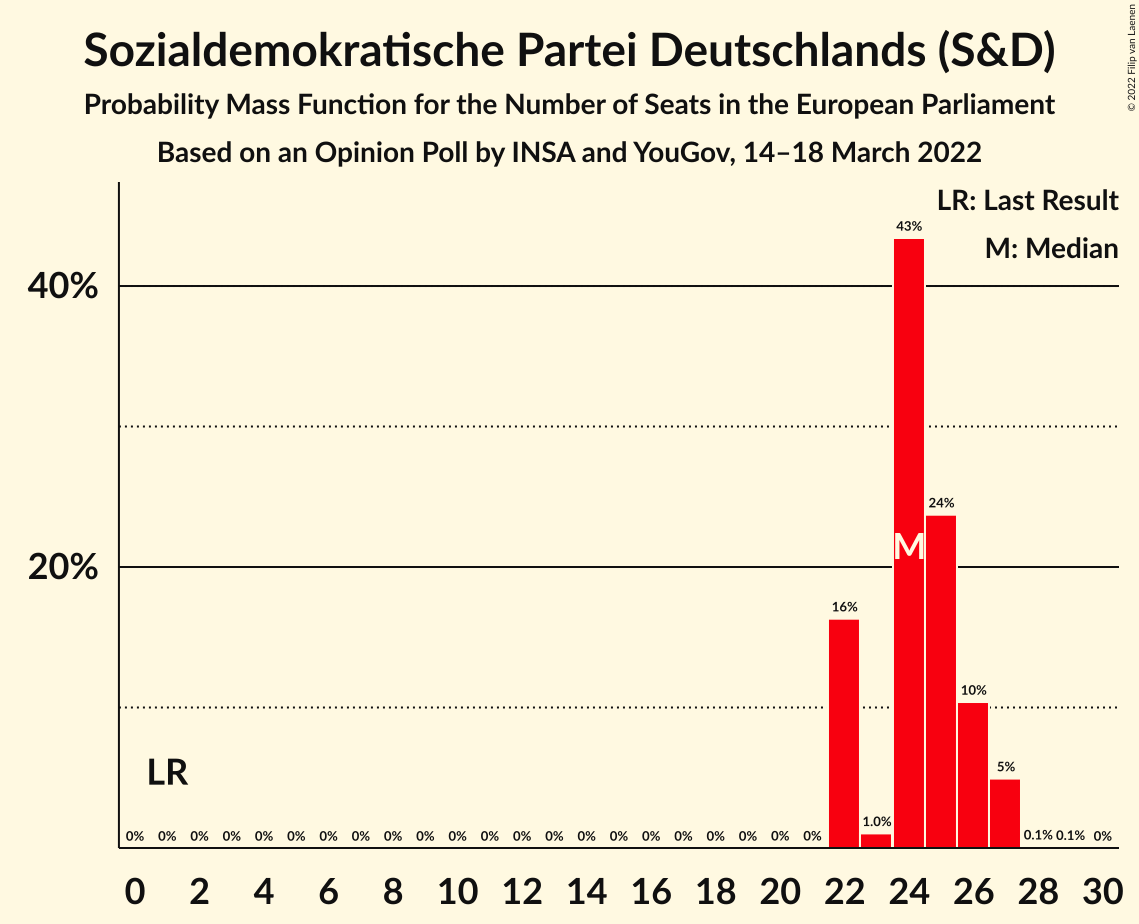 Sozialdemokratische Partei Deutschlands (S&D)
Probability Mass Function for the Number of Seats in the European Parliament
Based on an Opinion Poll by INSA and YouGov, 14–18 March 2022
© 2022 Filip van Laenen
LR: Last Result
M: Median
43%
40%
24%
M
20%
16%
10%
LR
5%
0% 0% 0% 0% 0% 0% 0% 0% 0% 0% 0% 0% 0% 0% 0% 0% 0% 0% 0% 0% 0% 0% 1.0% 0.1% 0.1% 0%
0 2 4 6 8 10 12 14 16 18 20 22 24 26 28 30